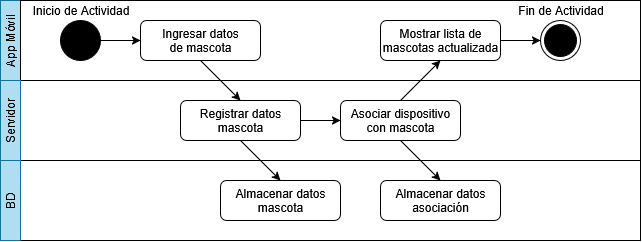 App Móvil
Inicio de Actividad
Ingresar datos
de mascota
Mostrar lista de
mascotas actualizada
Fin de Actividad
Servidor
Registrar datos
mascota
Asociar dispositivo
con mascota
BD
Almacenar datos
mascota
Almacenar datos
asociación